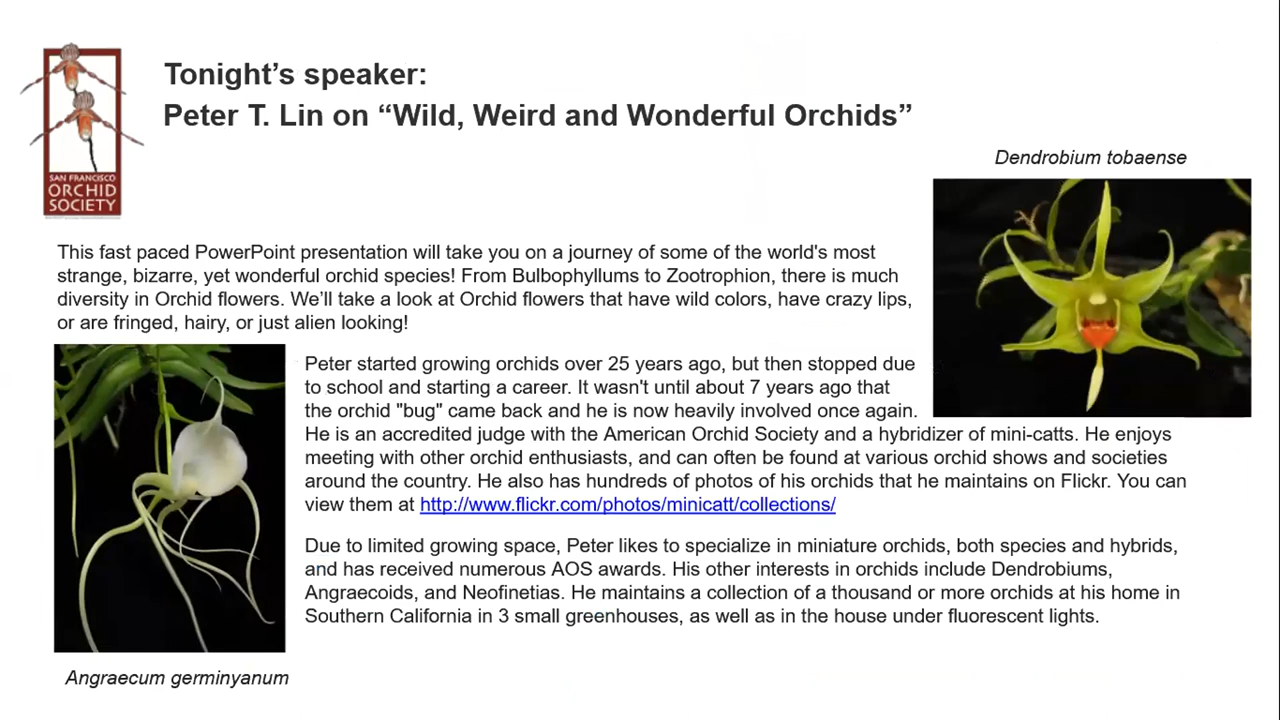 Tonight’s speaker:
Peter T. Lin on “Wild, Weird and Wonderful Orchids”
SAN FRANCISCO
ORCHID
SOCIETY
Dendrobium tobaense
This fast paced PowerPoint presentation will take you on a journey of some of the world's most
strange, bizarre, yet wonderful orchid species! From Bulbophyllums to Zootrophion, there is much
diversity in Orchid flowers. We’ll take a look at Orchid flowers that have wild colors, have crazy lips,
or are fringed, hairy, or just alien looking!
Peter started growing orchids over 25 years ago, but then stopped due
to school and starting a career. It wasn't until about 7 years ago that
the orchid "bug" came back and he is now heavily involved once again.
He is an accredited judge with the American Orchid Society and a hybridizer of mini-catts. He enjoys
meeting with other orchid enthusiasts, and can often be found at various orchid shows and societies
around the country. He also has hundreds of photos of his orchids that he maintains on Flickr. You can
view them at http://www.flickr.com/photos/minicatt/collections/
Due to limited growing space, Peter likes to specialize in miniature orchids, both species and hybrids,
and has received numerous AOS awards. His other interests in orchids include Dendrobiums,
Angraecoids, and Neofinetias. He maintains a collection of a thousand or more orchids at his home in
Southern California in 3 small greenhouses, as well as in the house under fluorescent lights.
Angraecum germinyanum